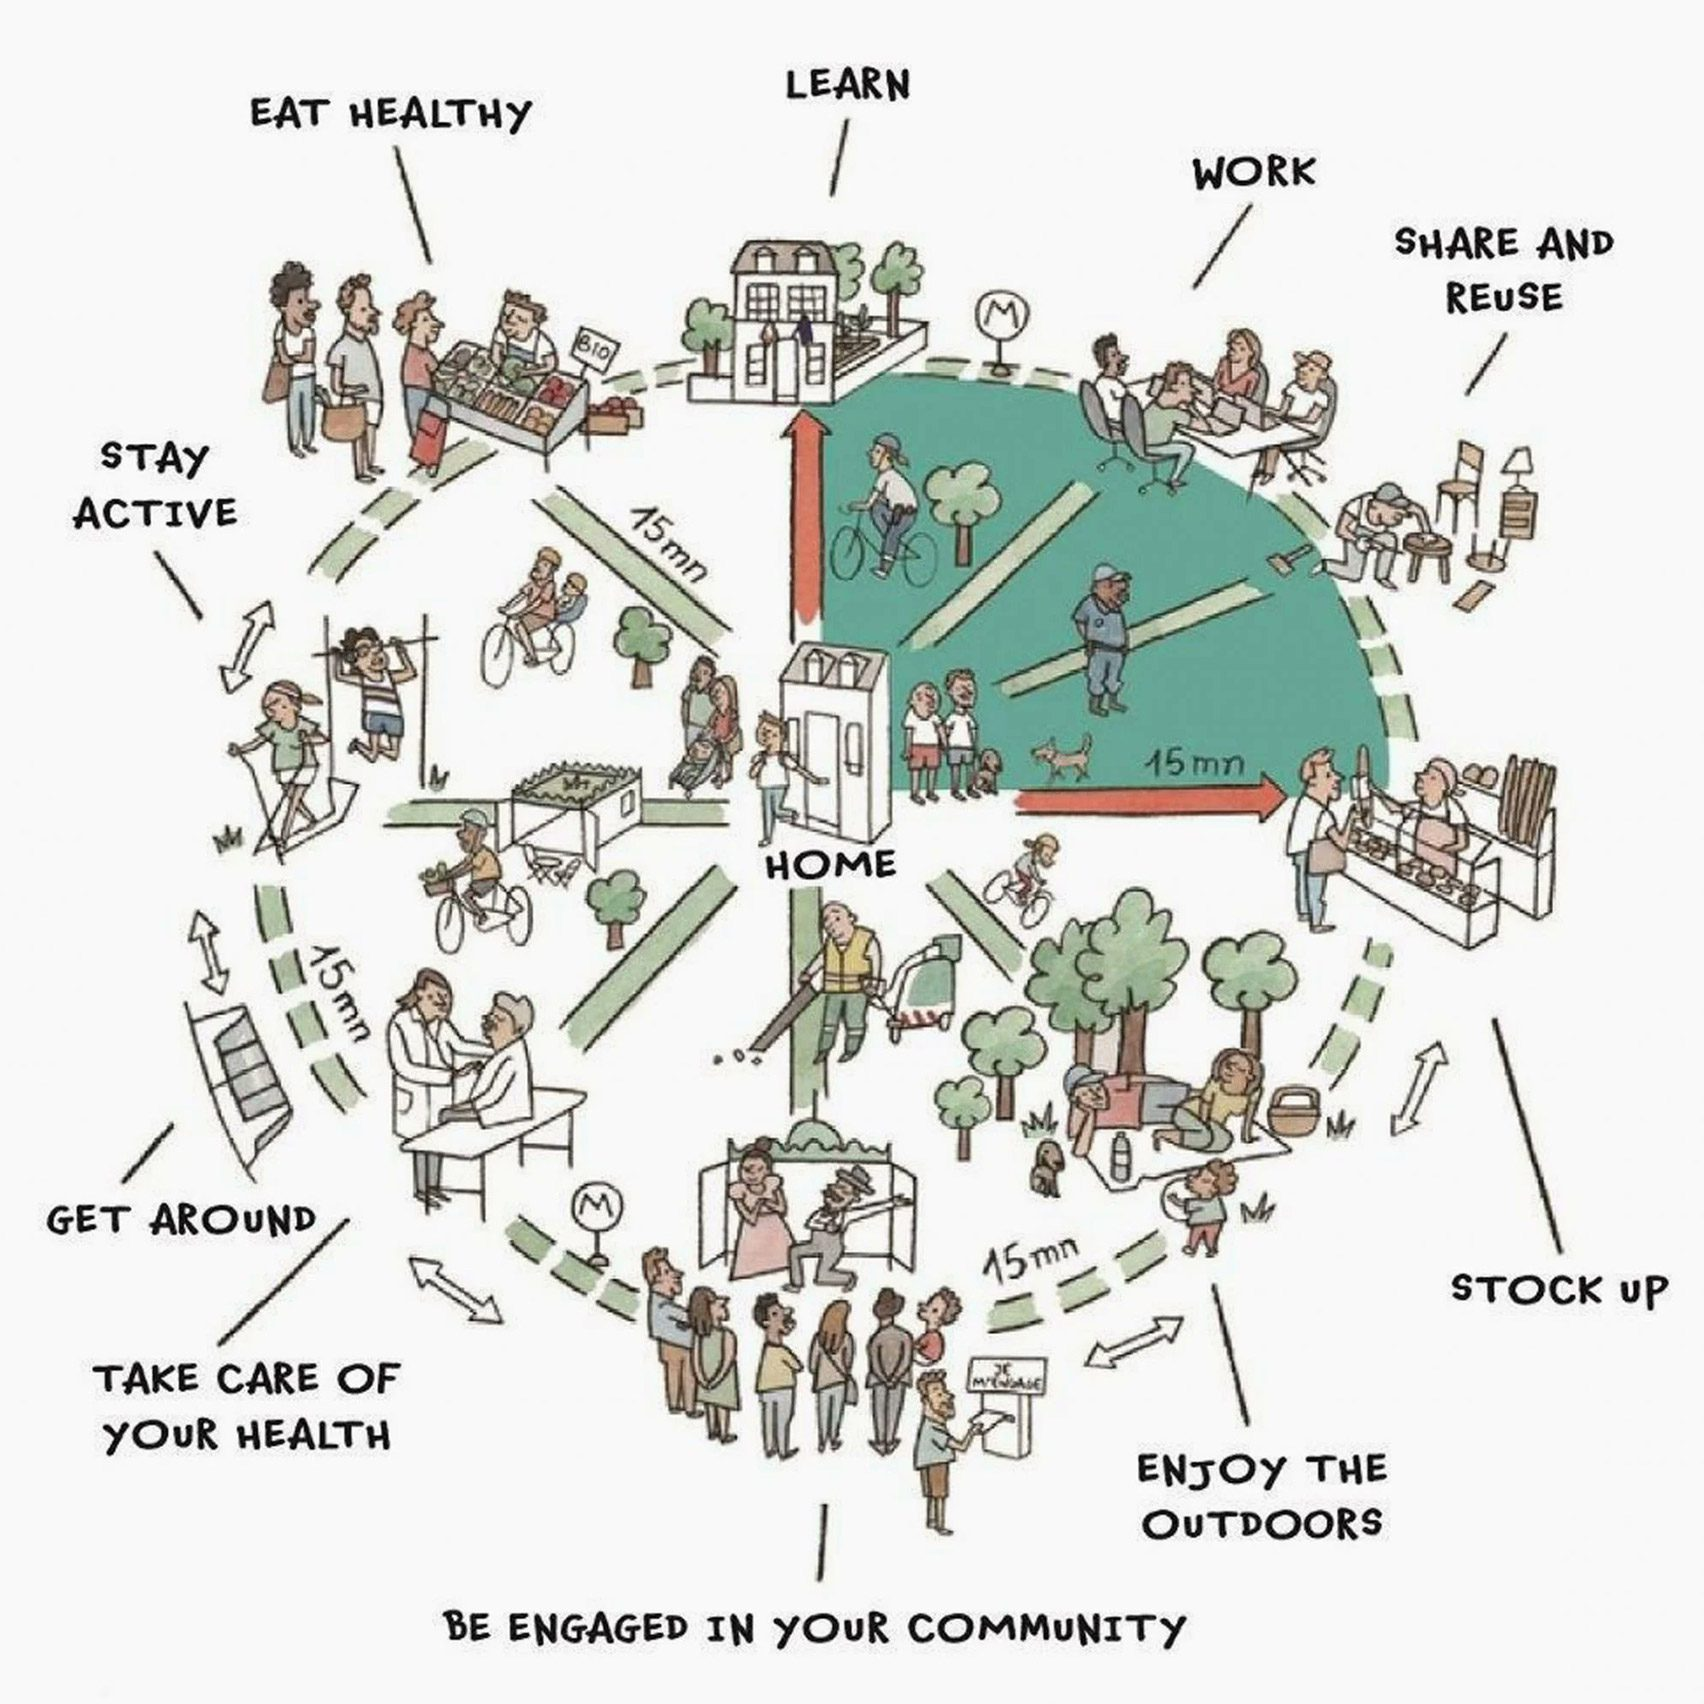 LEARN
EAT HEALTHY
WORK
SHARE AND
REUSE
M
BIO
STAY
ACTIVE
15mn
15mn
HOME
15mn
GET AROUND
M
15mn
STOCK UP
TAKE CARE OF
YOUR HEALTH
JE
M'ENGAGE
ENJOY THE
OUTDOORS
BE ENGAGED IN YOUR COMMUNITY